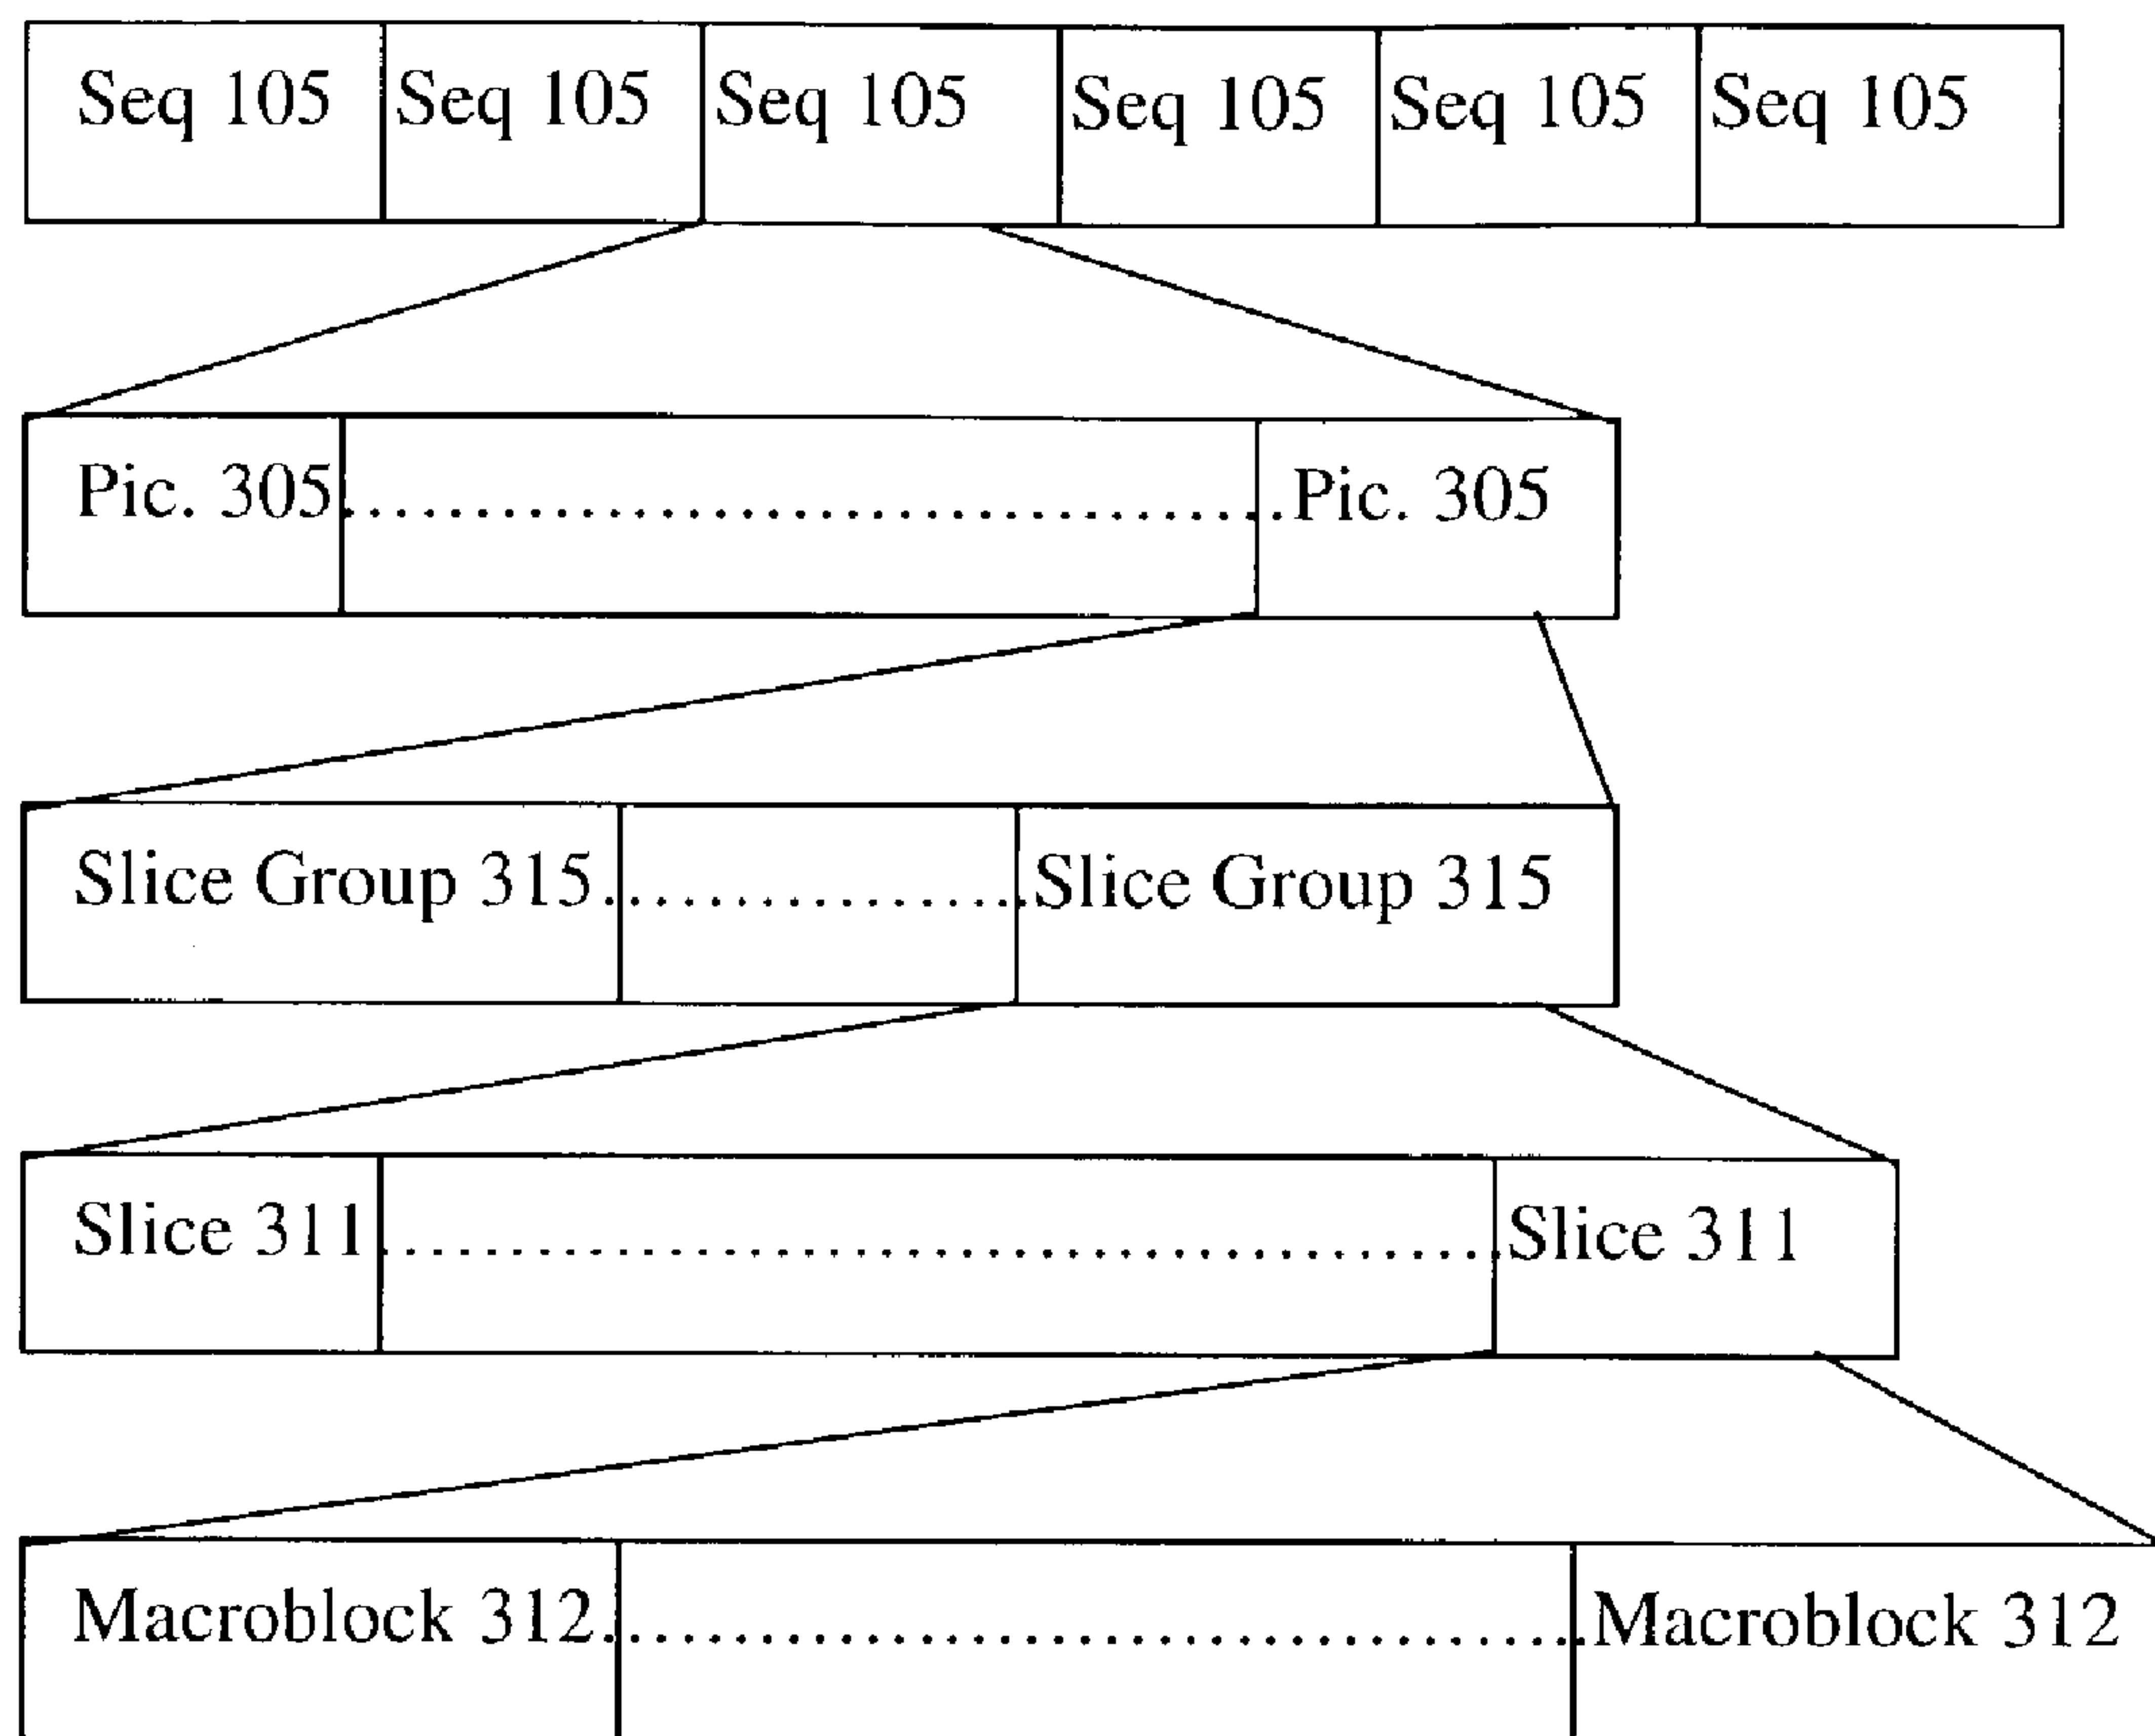 Seq 105 Seq 105 Seq 105 Seq 105 Seq 105 Seq 105
Pic. 305 Pic. 305
Slice Group 315 Slice Group 315
Slice 311 Slice 311
Macroblock 312 Macroblock 312